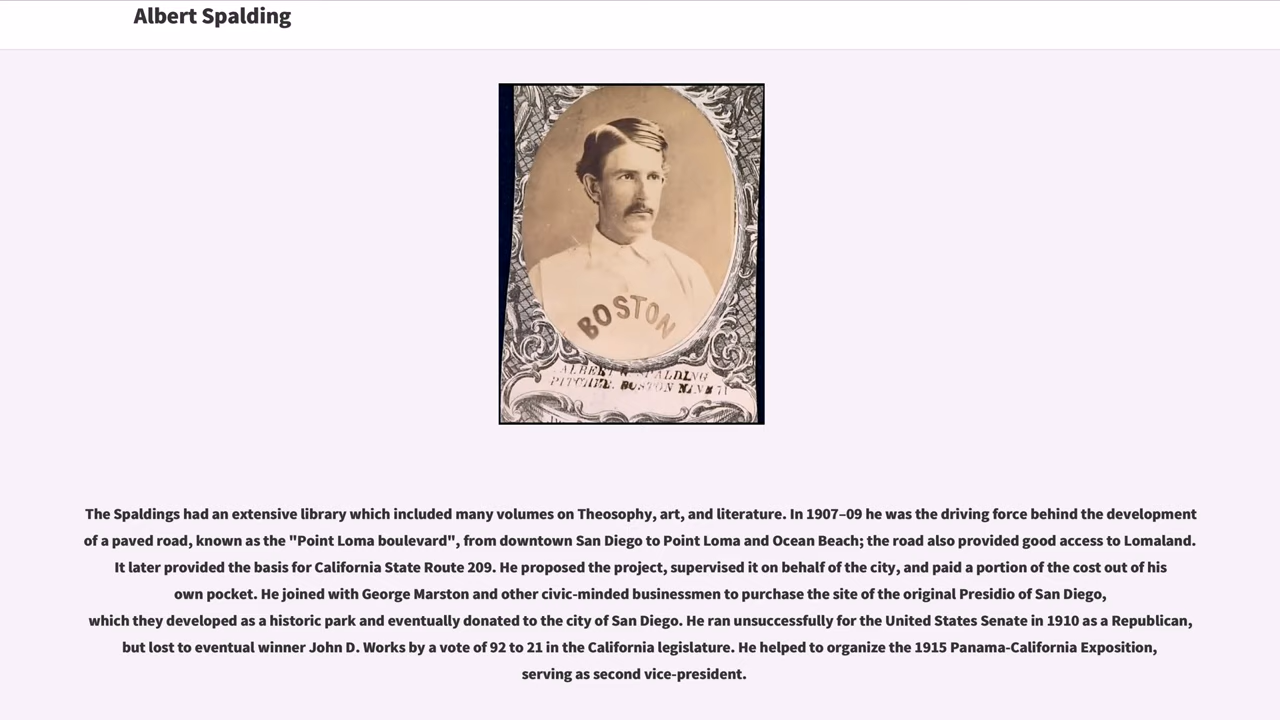 Albert Spalding
BOSTON
ALBERT G SPALDING
PITCHER. BOSTON NINE
The Spaldings had an extensive library which included many volumes on Theosophy, art, and literature. In 1907–09 he was the driving force behind the development
of a paved road, known as the "Point Loma boulevard", from downtown San Diego to Point Loma and Ocean Beach; the road also provided good access to Lomaland.
It later provided the basis for California State Route 209. He proposed the project, supervised it on behalf of the city, and paid a portion of the cost out of his
own pocket. He joined with George Marston and other civic-minded businessmen to purchase the site of the original Presidio of San Diego,
which they developed as a historic park and eventually donated to the city of San Diego. He ran unsuccessfully for the United States Senate in 1910 as a Republican,
but lost to eventual winner John D. Works by a vote of 92 to 21 in the California legislature. He helped to organize the 1915 Panama-California Exposition,
serving as second vice-president.